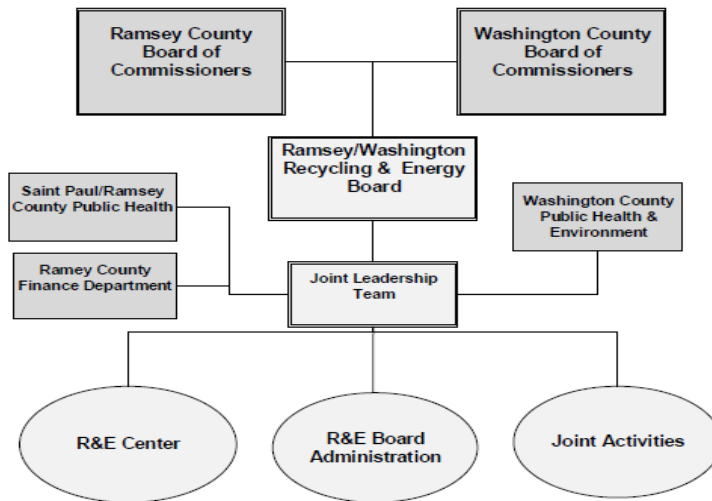 Ramsey County
Board of
Commissioners
Washington County
Board of
Commissioners
Ramsey/Washington
Recycling & Energy
Board
Saint Paul/Ramsey
County Public Health
Washington County
Public Health &
Environment
Ramey County
Finance Department
Joint Leadership
Team
R&E Center
R&E Board
Administration
Joint Activities